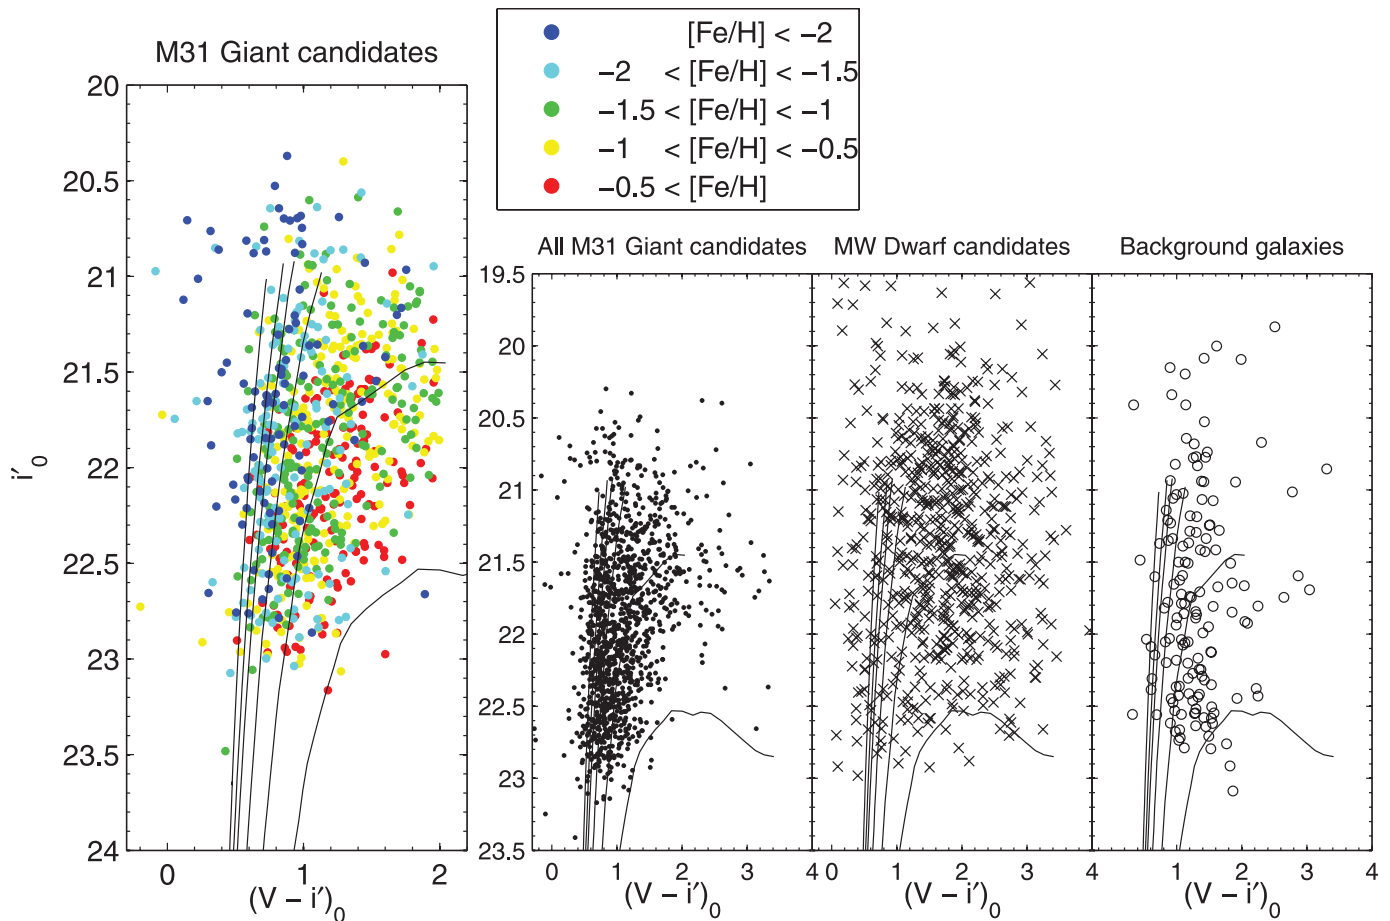 M31 Giant candidates
[Fe/H] < −2
−2 < [Fe/H] < −1.5
−1.5 < [Fe/H] < −1
−1 < [Fe/H] < −0.5
−0.5 < [Fe/H]
20
20.5
21
21.5
22
22.5
23
23.5
24
i′0
0
1
2
(V − i′)0
All M31 Giant candidates
MW Dwarf candidates
Background galaxies
19.5
20
20.5
21
21.5
22
22.5
23
23.5
0
1
2
3
4
0
1
2
3
4
0
1
2
3
4
(V − i′)0
(V − i′)0
(V − i′)0